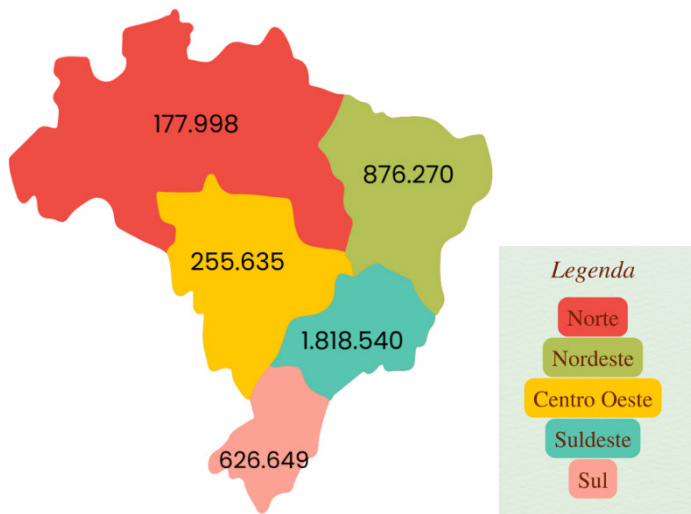 177.998
876.270
255.635
1.818.540
626.649
Legenda
Norte
Nordeste
Centro Oeste
Suldeste
Sul